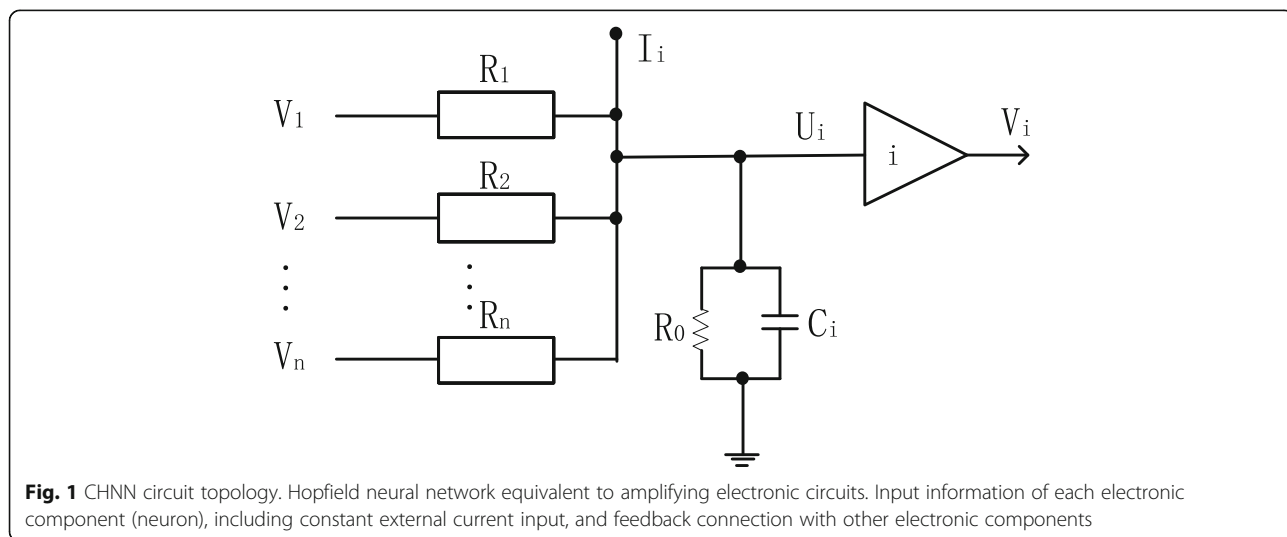 I₁
R₁
V₁
Uᵢ
Vᵢ
i
R₂
V₂
Rₙ
R₀
Cᵢ
Vₙ
Fig. 1 CHNN circuit topology. Hopfield neural network equivalent to amplifying electronic circuits. Input information of each electronic
component (neuron), including constant external current input, and feedback connection with other electronic components